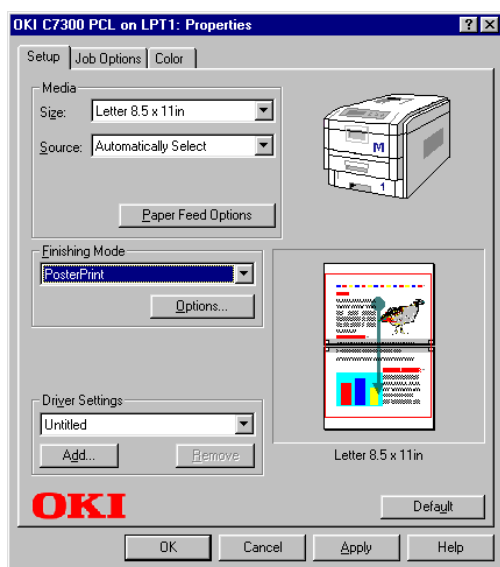 OKI C7300 PCL on LPT1: Properties
Setup
Job Options
Color
Media
Size:
Letter 8.5 x 11in
Source:
Automatically Select
Paper Feed Options
M
1
Finishing Mode
PosterPrint
Options...
Driver Settings
Untitled
Add...
Remove
Letter 8.5 x 11in
OKI
Default
OK
Cancel
Apply
Help